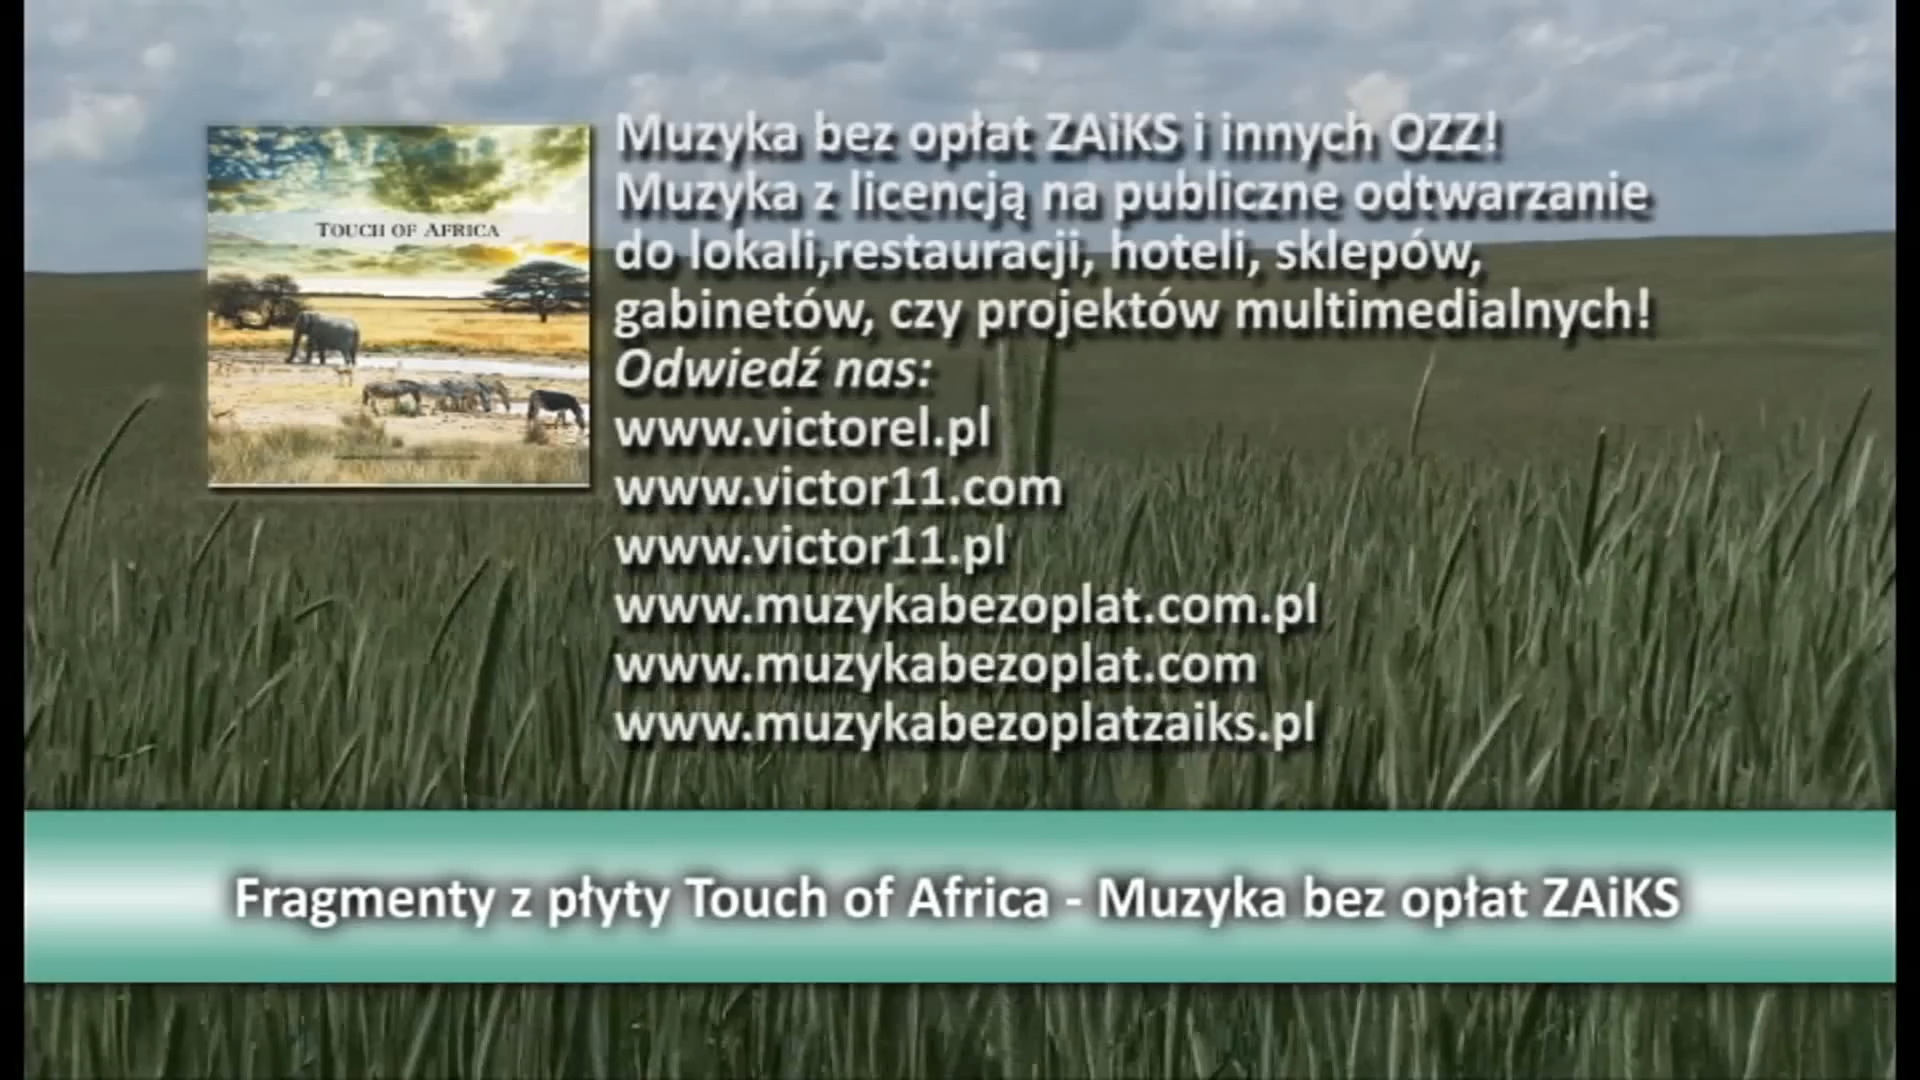 Muzyka bez opłat ZAiKS i innych OZZ!
Muzyka z licencją na publiczne odtwarzanie
do lokali,restauracji, hoteli, sklepów,
gabinetów, czy projektów multimedialnych!
Odwiedź nas:
www.victorel.pl
www.victor11.com
www.victor11.pl
www.muzykabezoplat.com.pl
www.muzykabezoplat.com
www.muzykabezoplatzaiks.pl
TOUCH OF AFRICA
Fragmenty z płyty Touch of Africa - Muzyka bez opłat ZAiKS